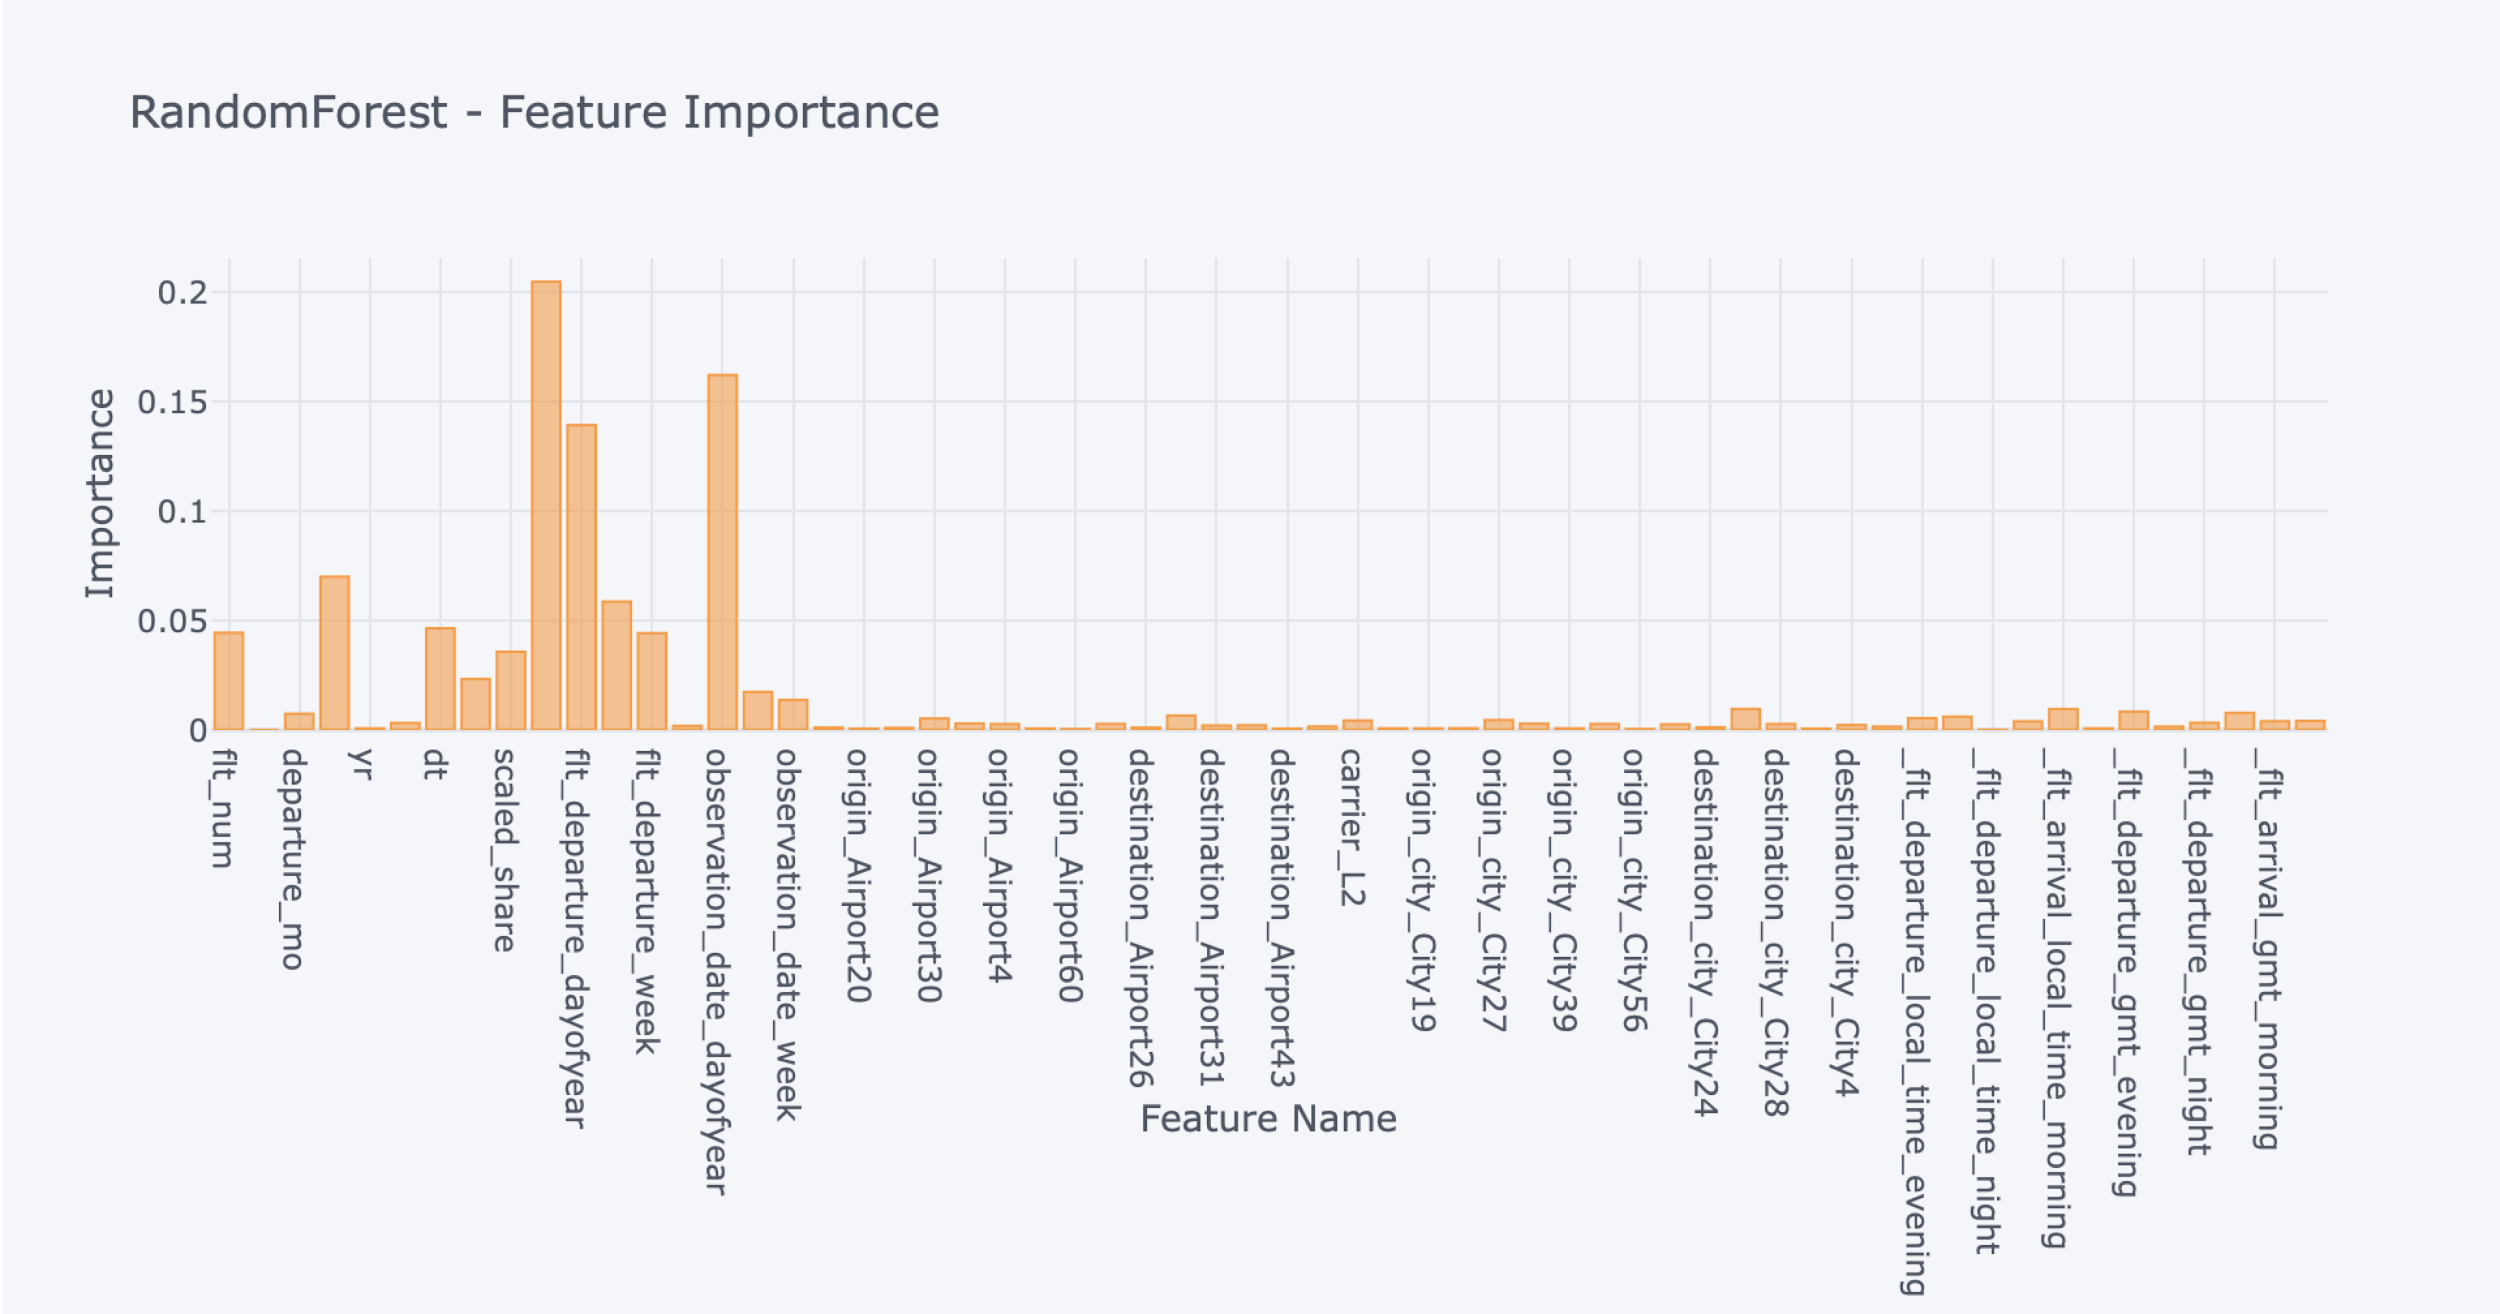 RandomForest - Feature Importance
Importance
0.2
0.15
0.1
0.05
0
flt_num
departure_mo
yr
dt
scaled_share
flt_departure_dayofyear
flt_departure_week
observation_date_dayofyear
observation_date_week
origin_Airport20
origin_Airport30
origin_Airport4
origin_Airport60
destination_Airport26
destination_Airport31
destination_Airport43
carrier_L2
origin_city_City19
origin_city_City27
origin_city_City39
origin_city_City56
destination_city_City24
destination_city_City28
destination_city_City4
_flt_departure_local_time_evening
_flt_departure_local_time_night
_flt_arrival_local_time_morning
_flt_departure_gmt_evening
_flt_departure_gmt_night
_flt_arrival_gmt_morning
Feature Name